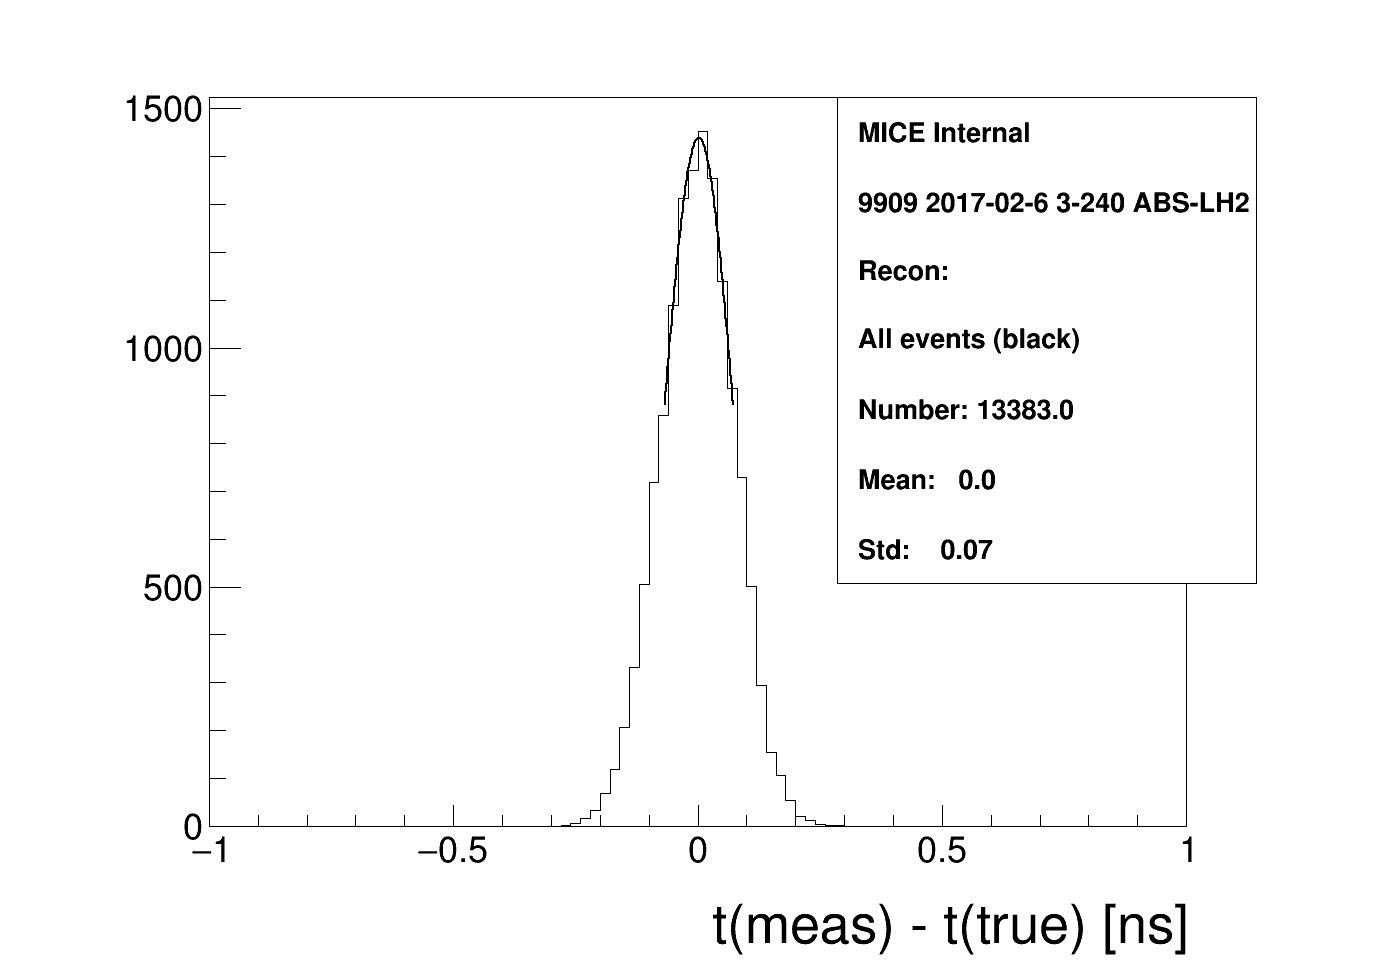 1500
1000
500
0
−1
−0.5
0
0.5
1
t(meas) - t(true) [ns]
MICE Internal
9909 2017-02-6 3-240 ABS-LH2
Recon:
All events (black)
Number: 13383.0
Mean: 0.0
Std: 0.07